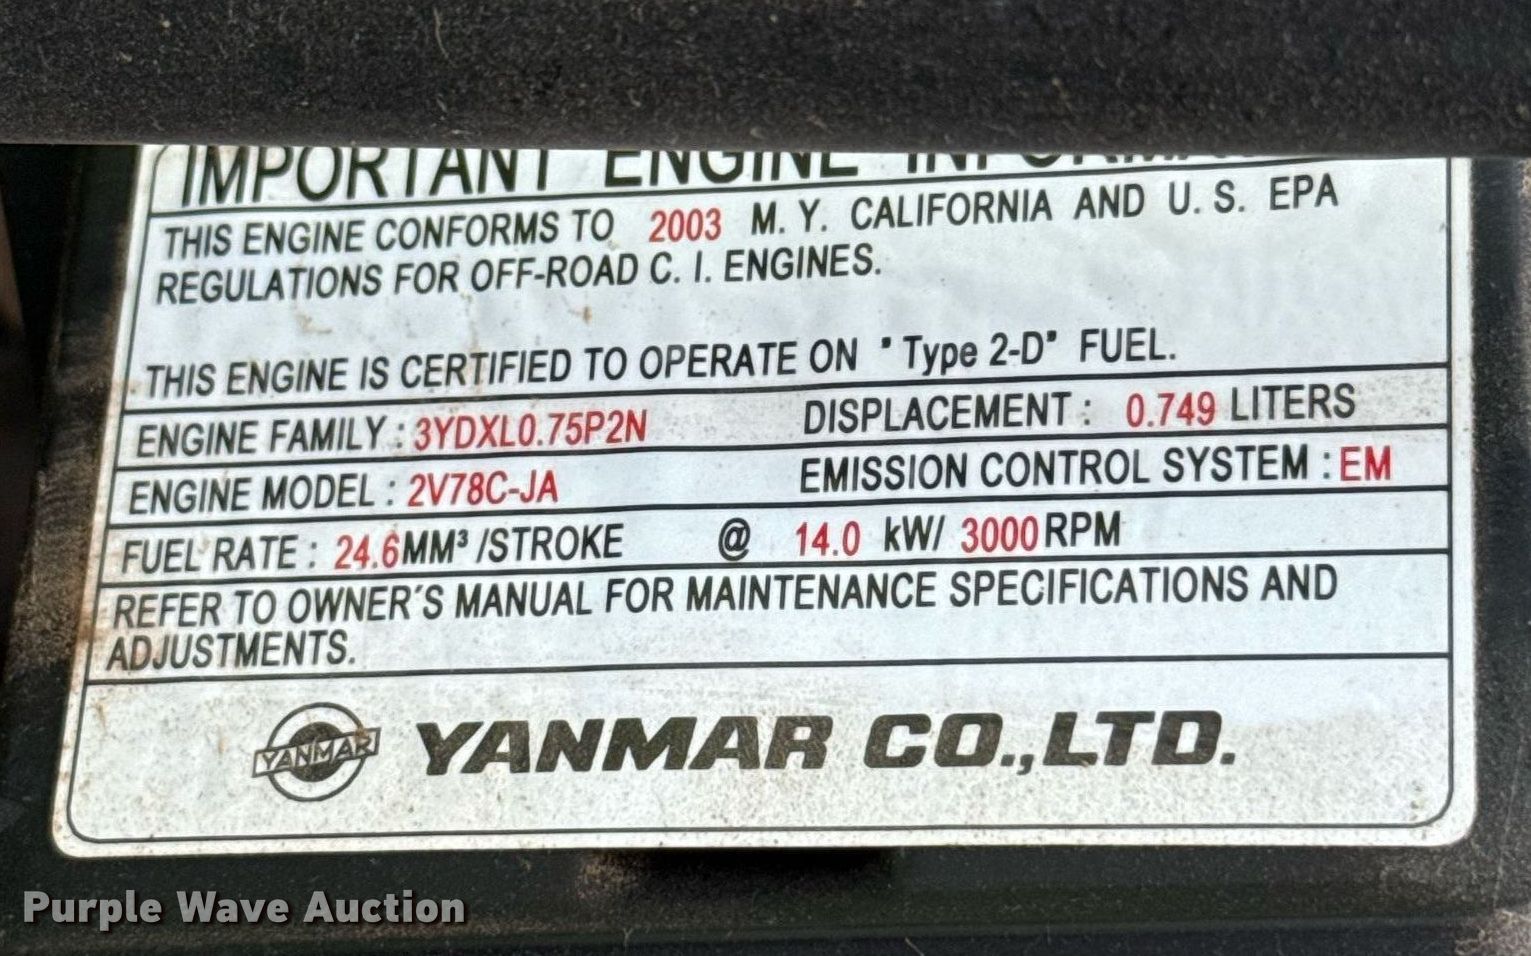 IMPORTANT ENGINE
THIS ENGINE CONFORMS TO 2003 M. Y. CALIFORNIA AND U. S. EPA
REGULATIONS FOR OFF-ROAD C. I. ENGINES.
THIS ENGINE IS CERTIFIED TO OPERATE ON "Type 2-D" FUEL.
ENGINE FAMILY : 3YDXL0.75P2N DISPLACEMENT : 0.749 LITERS
ENGINE MODEL : 2V78C-JA EMISSION CONTROL SYSTEM : EM
FUEL RATE : 24.6MM³/STROKE @ 14.0 kW/ 3000RPM
REFER TO OWNER'S MANUAL FOR MAINTENANCE SPECIFICATIONS AND
ADJUSTMENTS.
YANMAR YANMAR CO.,LTD.
Purple Wave Auction